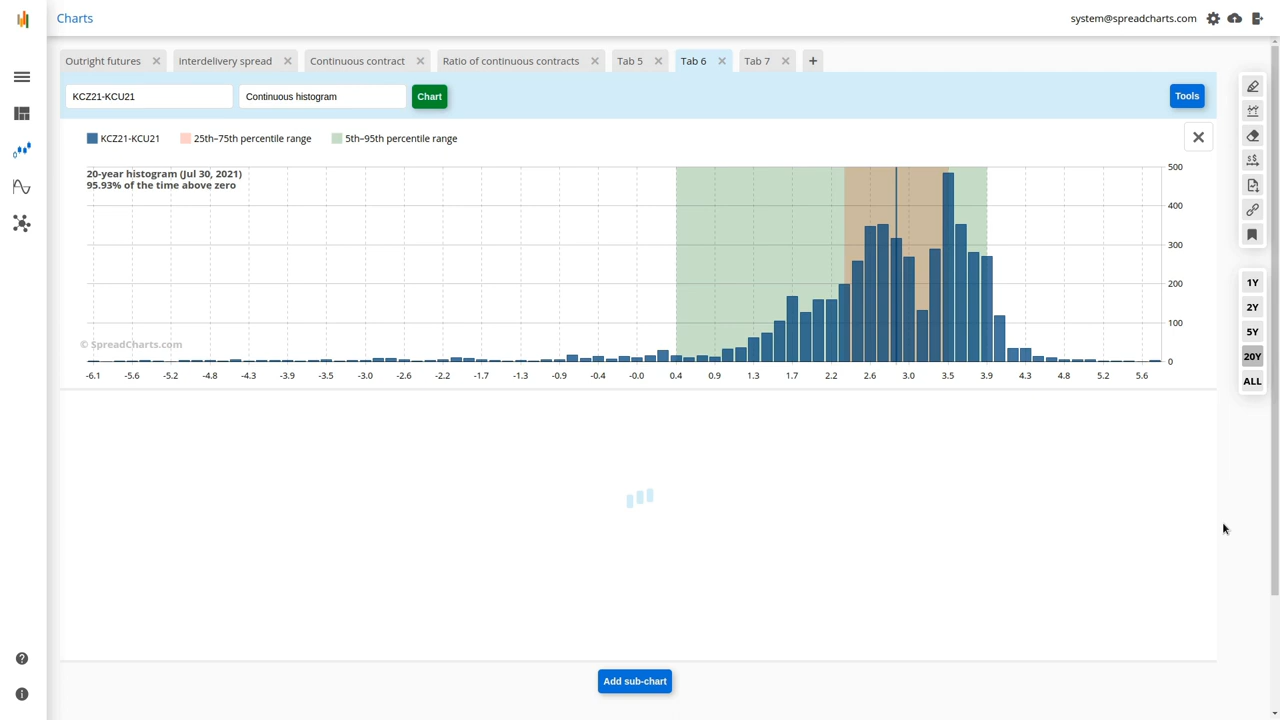 Charts
system@spreadcharts.com
Outright futures
Interdelivery spread
Continuous contract
Ratio of continuous contracts
Tab 5
Tab 6
Tab 7
KCZ21-KCU21
Continuous histogram
Chart
Tools
KCZ21-KCU21 25th–75th percentile range 5th–95th percentile range
20-year histogram (Jul 30, 2021)
95.93% of the time above zero
500
400
300
200
100
0
© SpreadCharts.com
-6.1 -5.6 -5.2 -4.8 -4.3 -3.9 -3.5 -3.0 -2.6 -2.2 -1.7 -1.3 -0.9 -0.4 -0.0 0.4 0.9 1.3 1.7 2.2 2.6 3.0 3.5 3.9 4.3 4.8 5.2 5.6
1Y
2Y
5Y
20Y
ALL
Add sub-chart